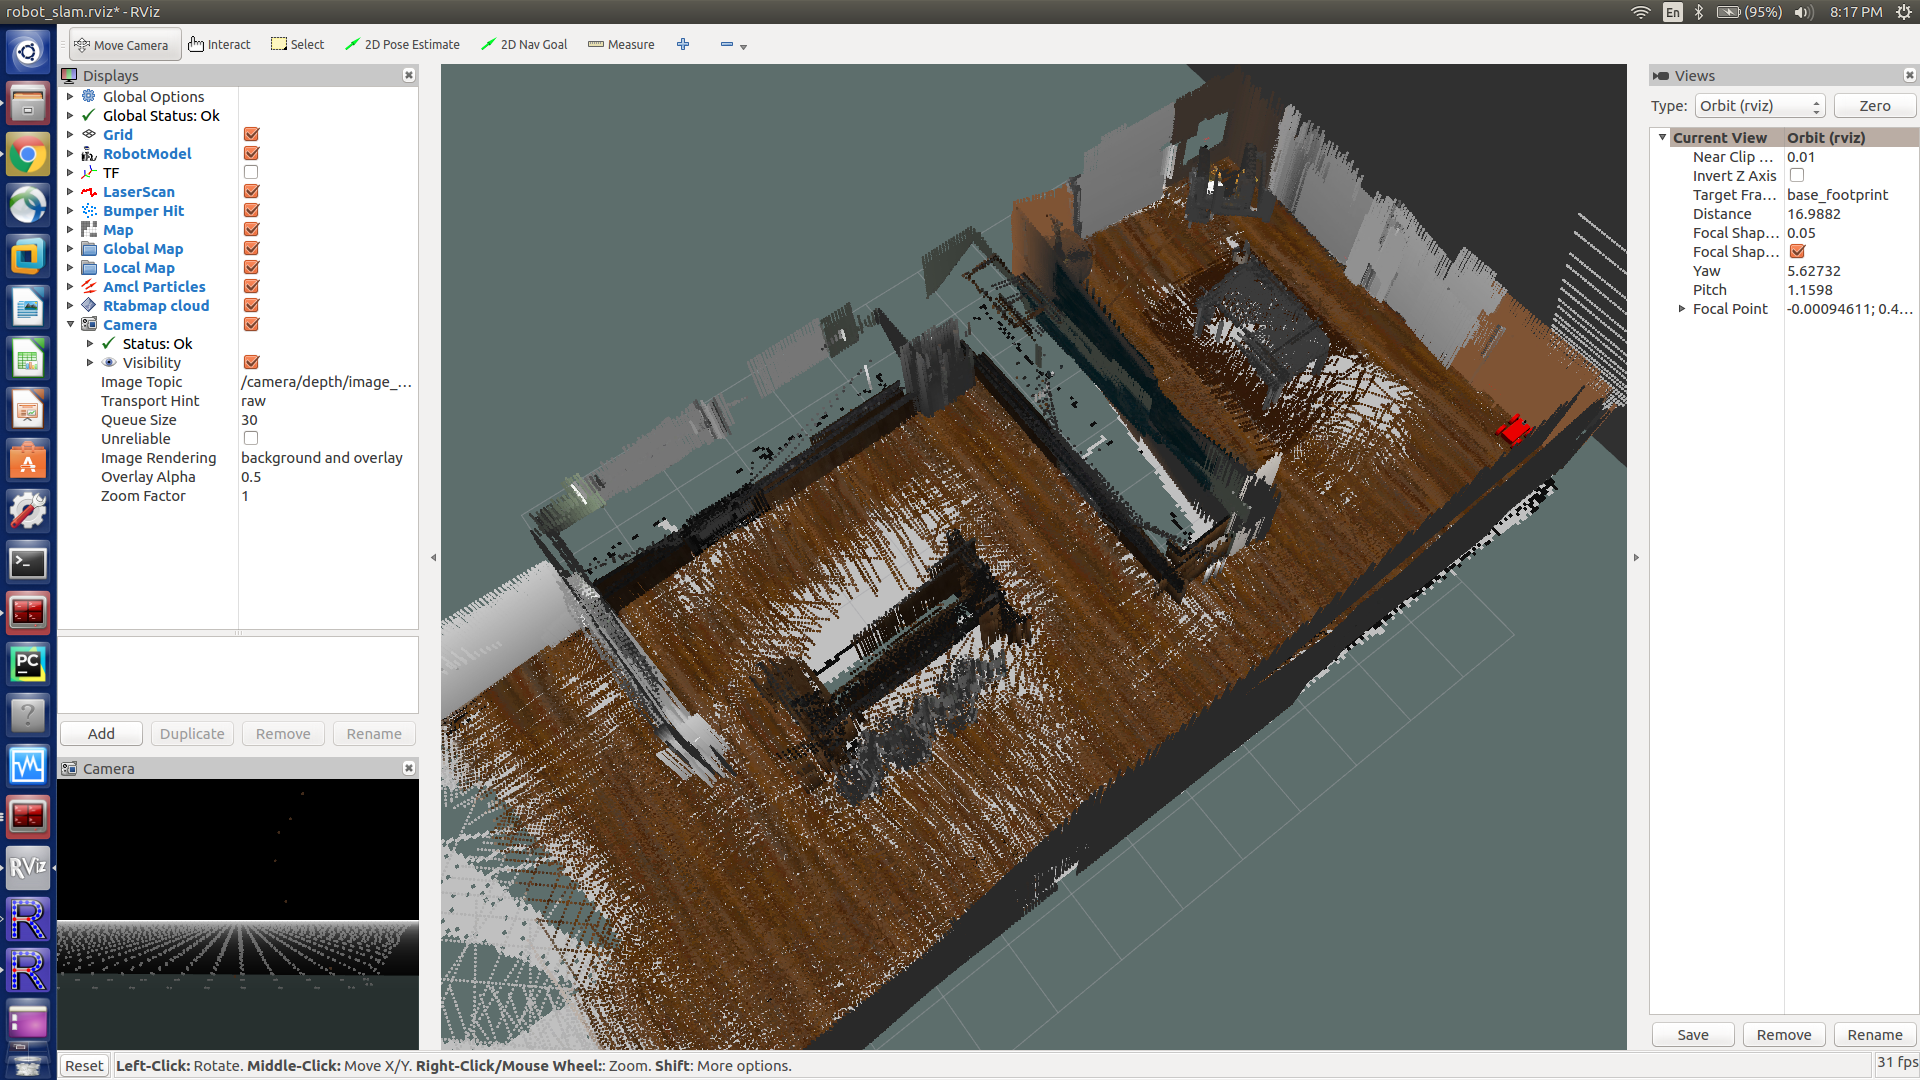 robot_slam.rviz* - RViz
En
(95%)
8:17 PM
Move Camera
Interact
Select
2D Pose Estimate
2D Nav Goal
Measure
Displays
Global Options
Global Status: Ok
Grid
RobotModel
TF
LaserScan
Bumper Hit
Map
Global Map
Local Map
Amcl Particles
Rtabmap cloud
Camera
Status: Ok
Visibility
Image Topic /camera/depth/image_...
Transport Hint raw
Queue Size 30
Unreliable
Image Rendering background and overlay
Overlay Alpha 0.5
Zoom Factor 1
Add
Duplicate
Remove
Rename
Camera
PC
RViz
R
R
Views
Type: Orbit (rviz)
Zero
Current View Orbit (rviz)
Near Clip ... 0.01
Invert Z Axis
Target Fra... base_footprint
Distance 16.9882
Focal Shap... 0.05
Focal Shap...
Yaw 5.62732
Pitch 1.1598
Focal Point -0.00094611; 0.4...
Save
Remove
Rename
Reset
Left-Click: Rotate. Middle-Click: Move X/Y. Right-Click/Mouse Wheel:: Zoom. Shift: More options.
31 fps